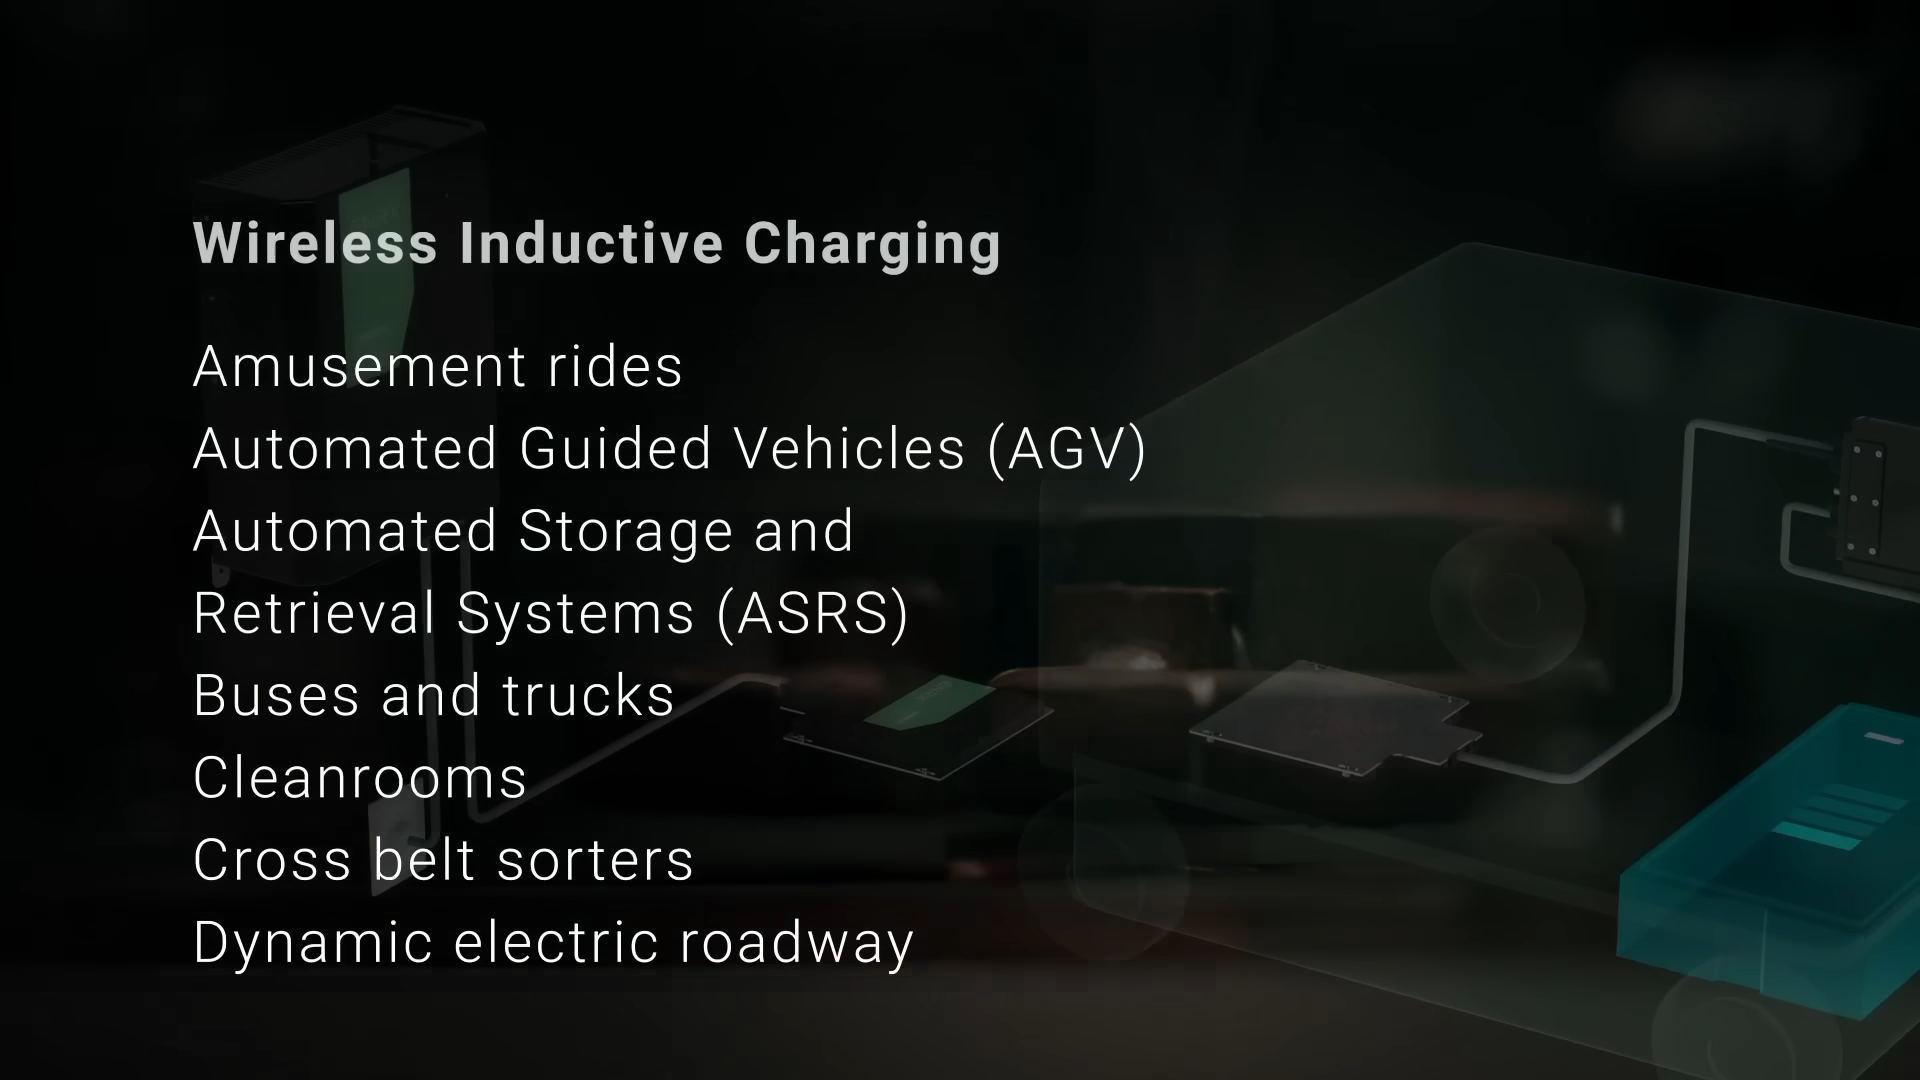 Wireless Inductive Charging
Amusement rides
Automated Guided Vehicles (AGV)
Automated Storage and
Retrieval Systems (ASRS)
Buses and trucks
Cleanrooms
Cross belt sorters
Dynamic electric roadway